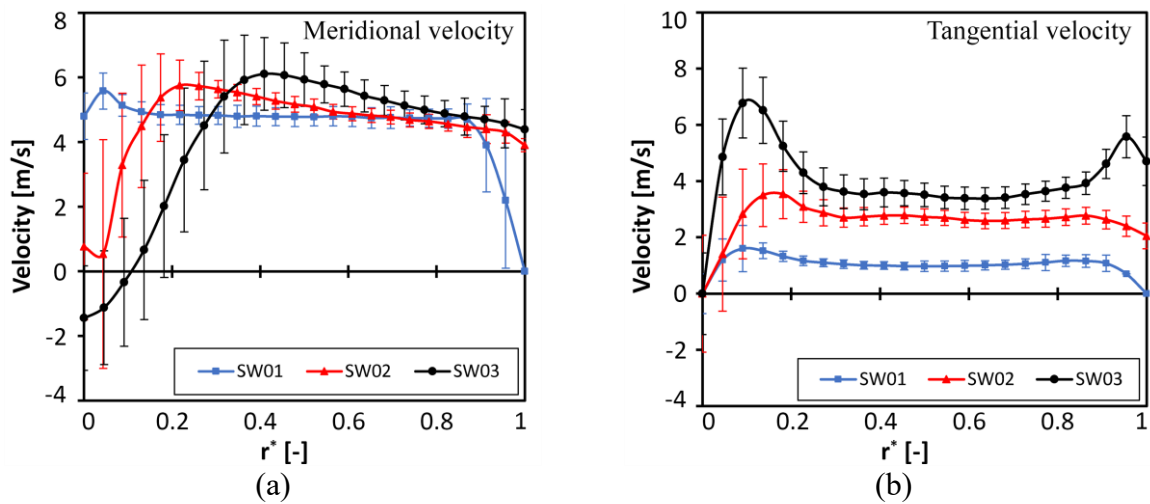 Meridional velocity
Velocity [m/s]
8
6
4
2
0
-2
-4
0 0.2 0.4 0.6 0.8 1
SW01 SW02 SW03
r* [-]
(a)
Tangential velocity
Velocity [m/s]
10
8
6
4
2
0
-2
-4
0 0.2 0.4 0.6 0.8 1
SW01 SW02 SW03
r* [-]
(b)